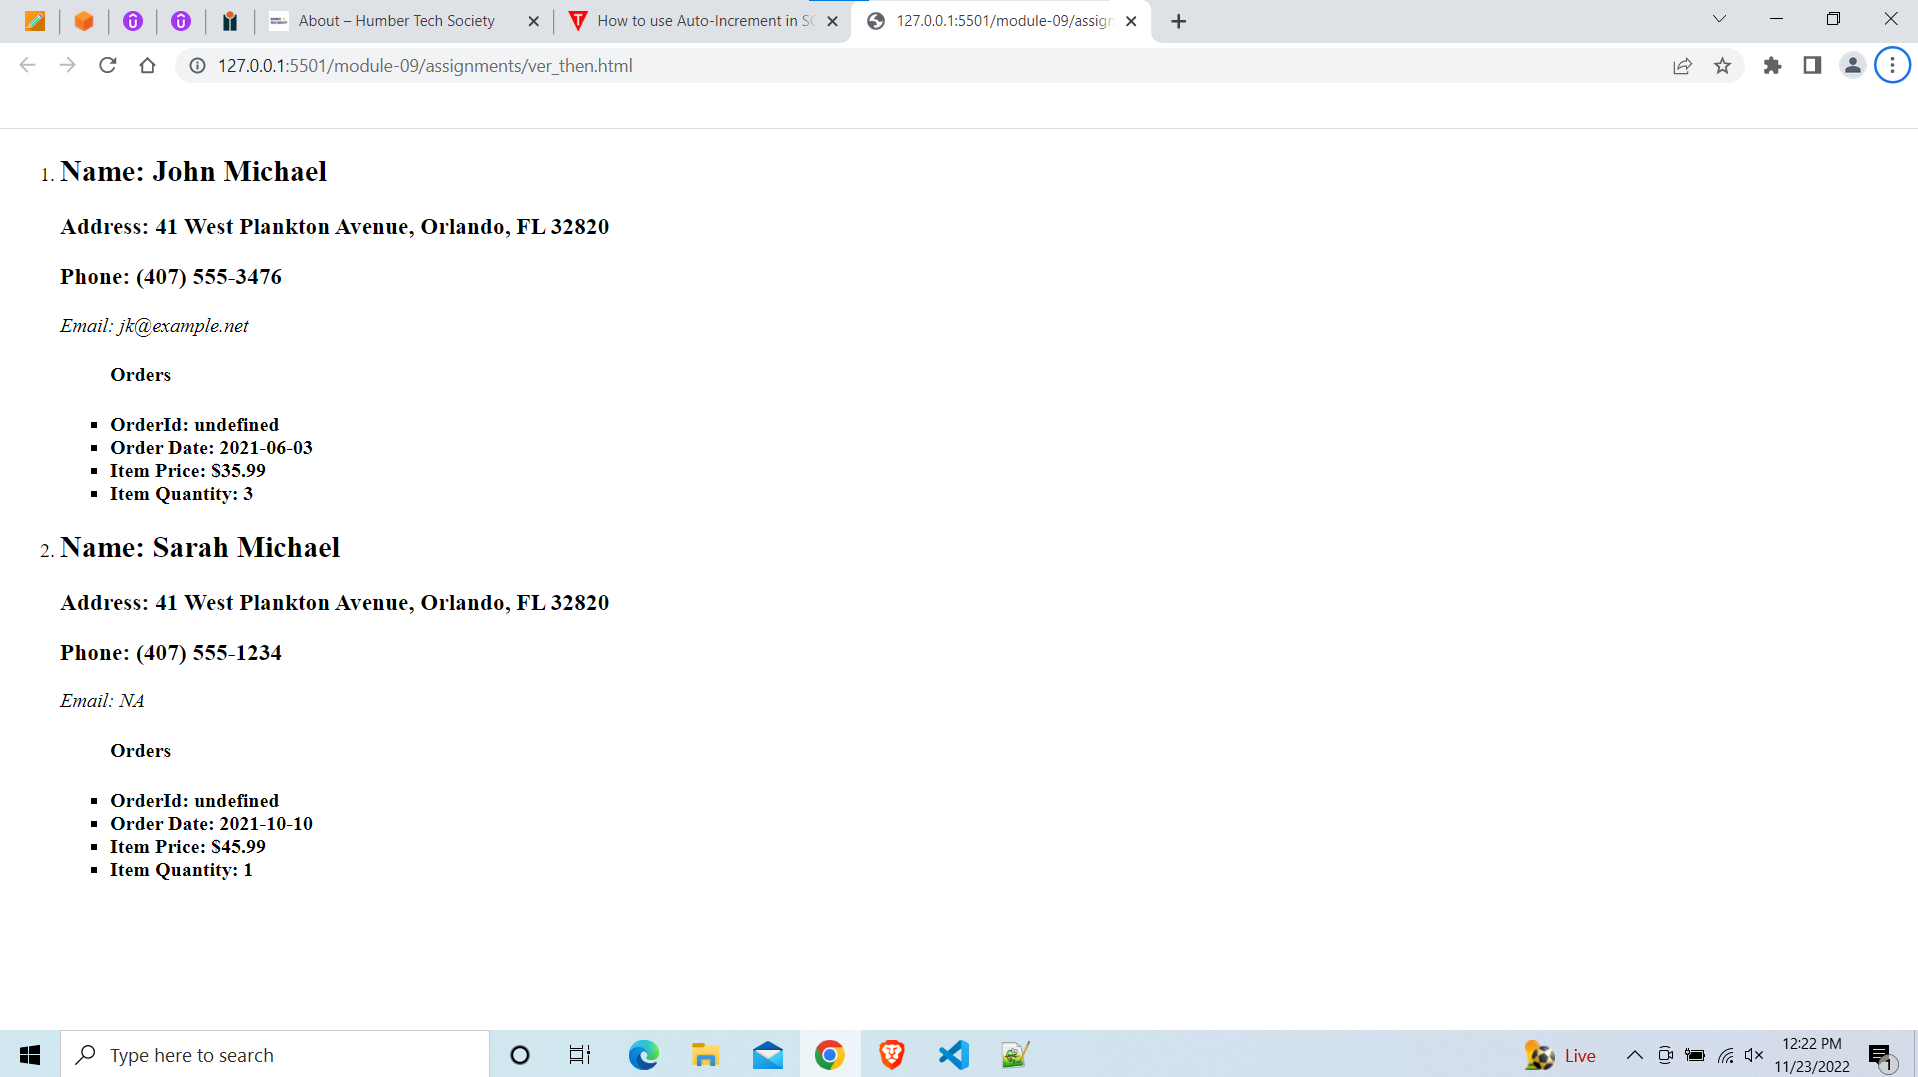 About – Humber Tech Society
How to use Auto-Increment in SC
127.0.0.1:5501/module-09/assign
127.0.0.1:5501/module-09/assignments/ver_then.html
1. Name: John Michael
Address: 41 West Plankton Avenue, Orlando, FL 32820
Phone: (407) 555-3476
Email: jk@example.net
Orders
OrderId: undefined
Order Date: 2021-06-03
Item Price: $35.99
Item Quantity: 3
2. Name: Sarah Michael
Address: 41 West Plankton Avenue, Orlando, FL 32820
Phone: (407) 555-1234
Email: NA
Orders
OrderId: undefined
Order Date: 2021-10-10
Item Price: $45.99
Item Quantity: 1
Type here to search
Live
12:22 PM
11/23/2022
1